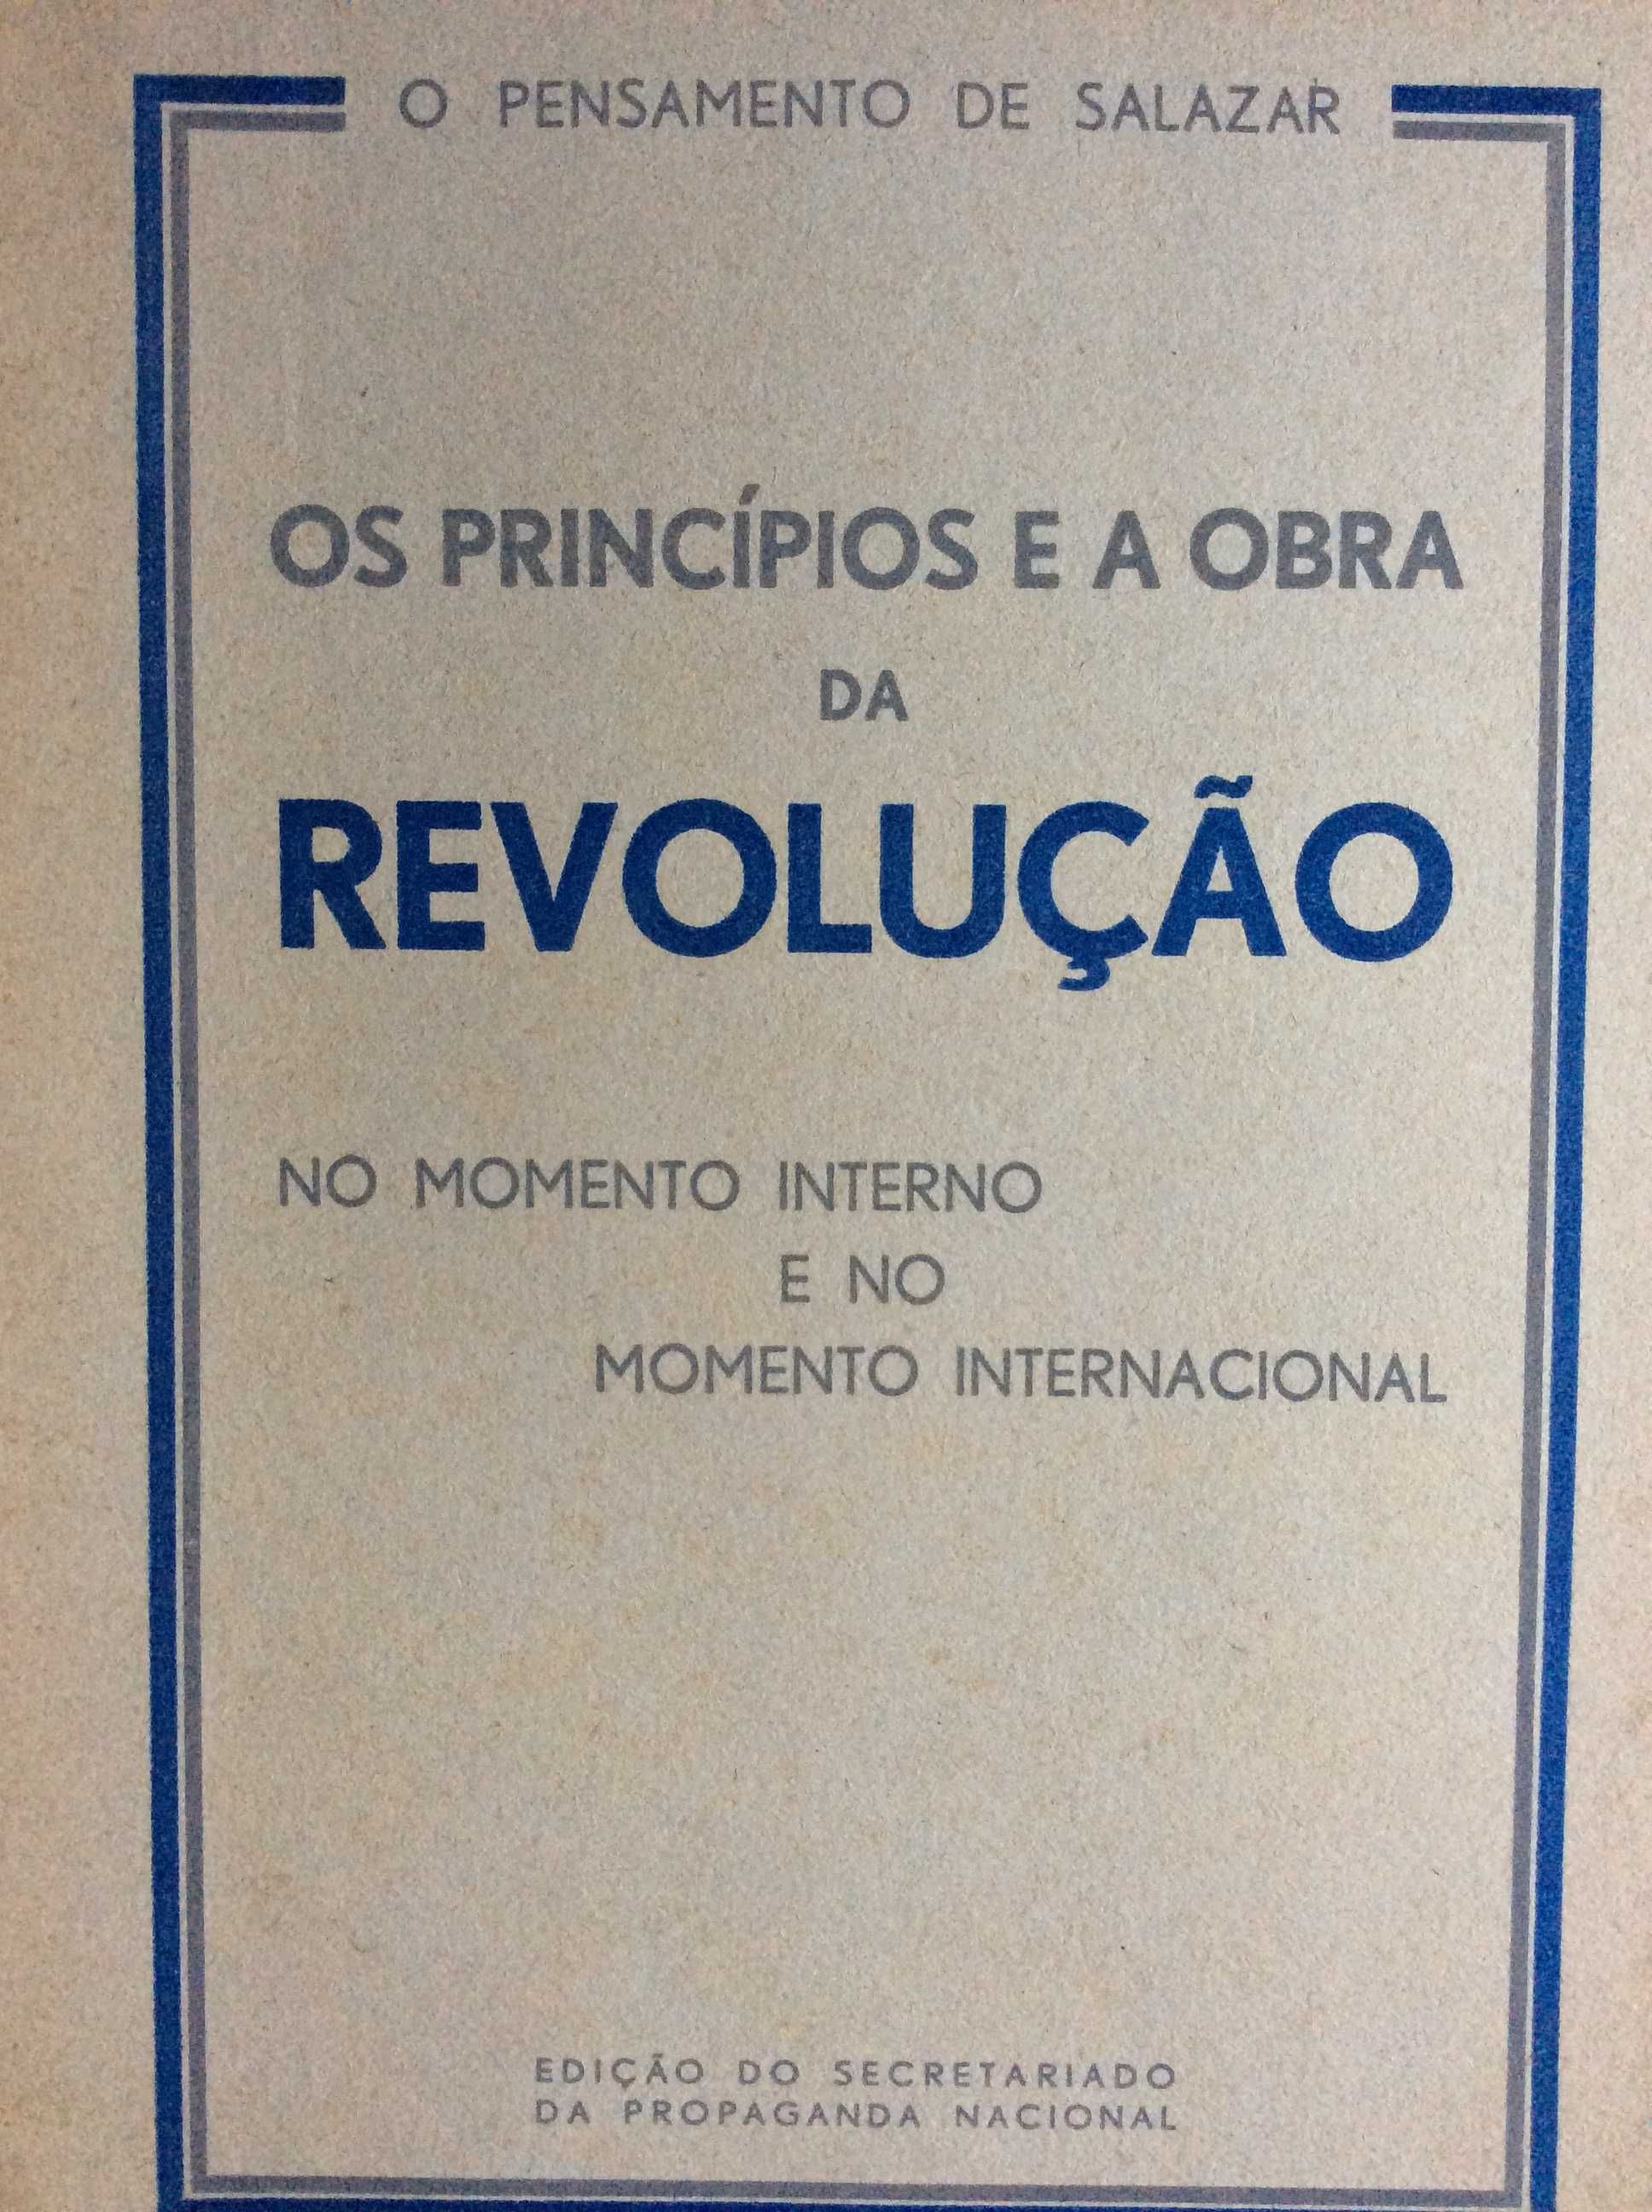 O PENSAMENTO DE SALAZAR
OS PRINCÍPIOS E A OBRA
DA
REVOLUÇÃO
NO MOMENTO INTERNO
E NO
MOMENTO INTERNACIONAL
EDIÇÃO DO SECRETARIADO
DA PROPAGANDA NACIONAL